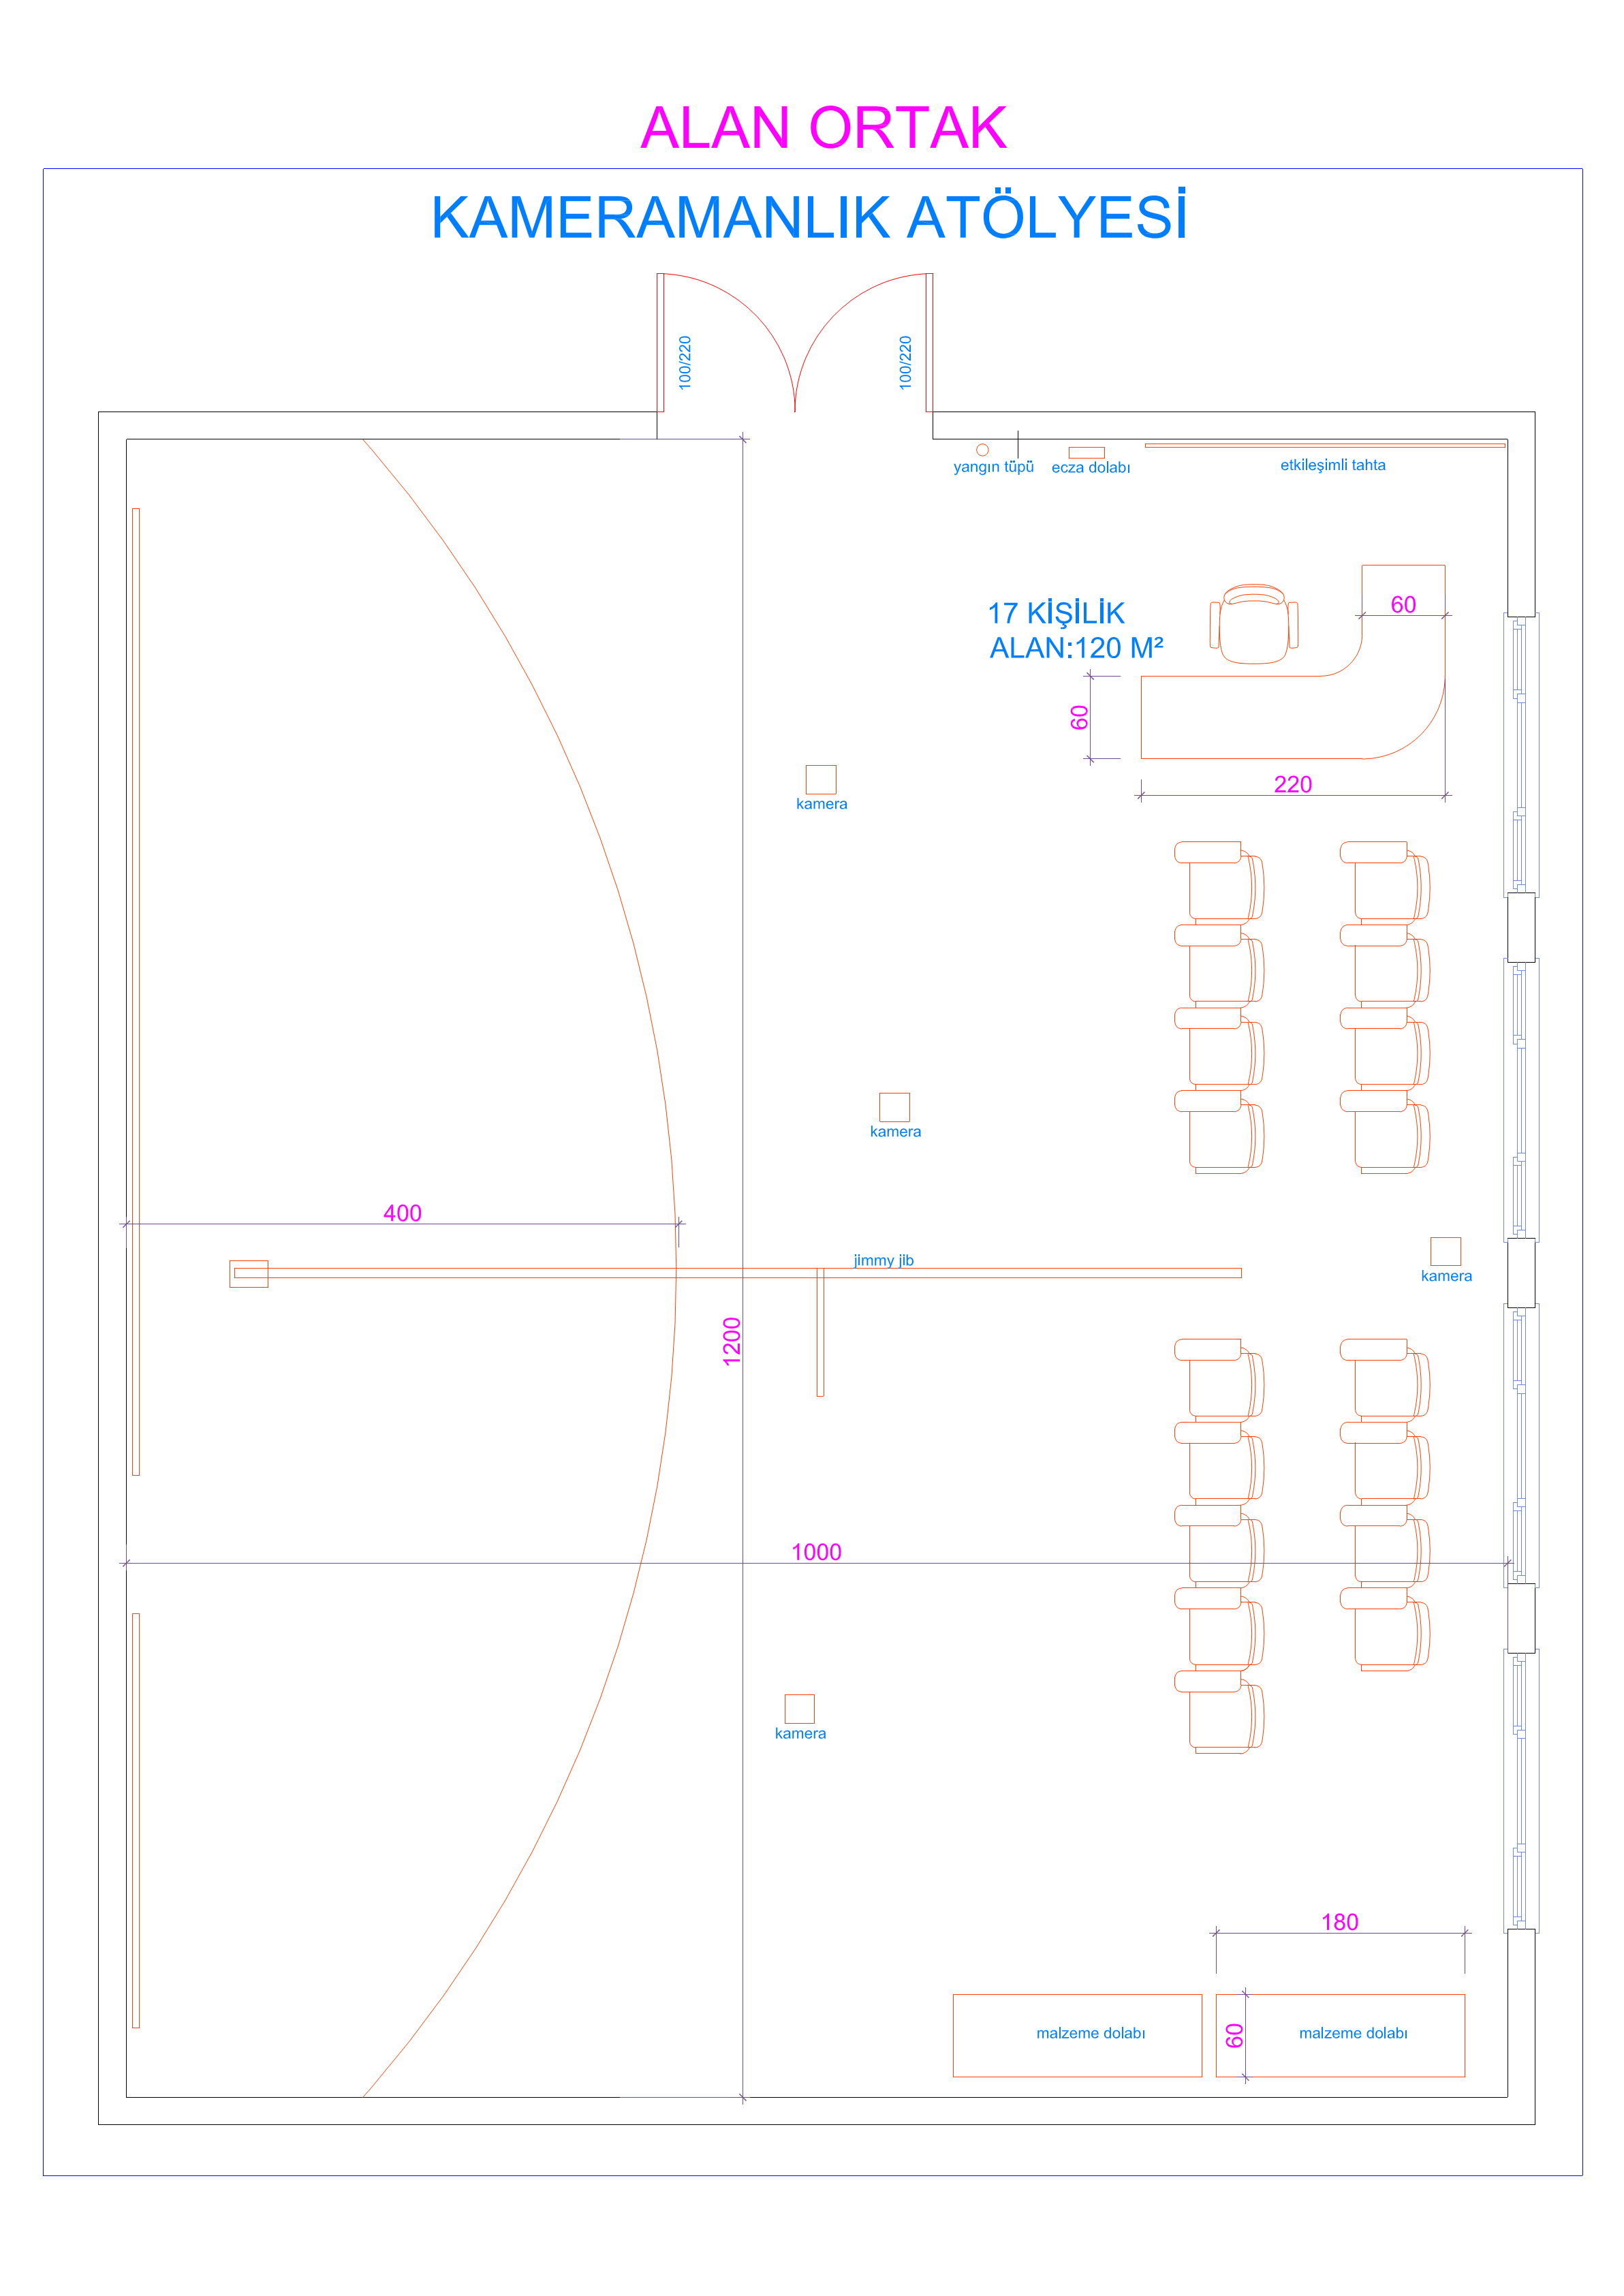 ALAN ORTAK
KAMERAMANLIK ATÖLYESİ
100/220
100/220
yangın tüpü
ecza dolabı
etkileşimli tahta
17 KİŞİLİK
ALAN:120 M²
60
60
220
kamera
kamera
400
jimmy jib
kamera
1200
1000
kamera
180
malzeme dolabı
60
malzeme dolabı